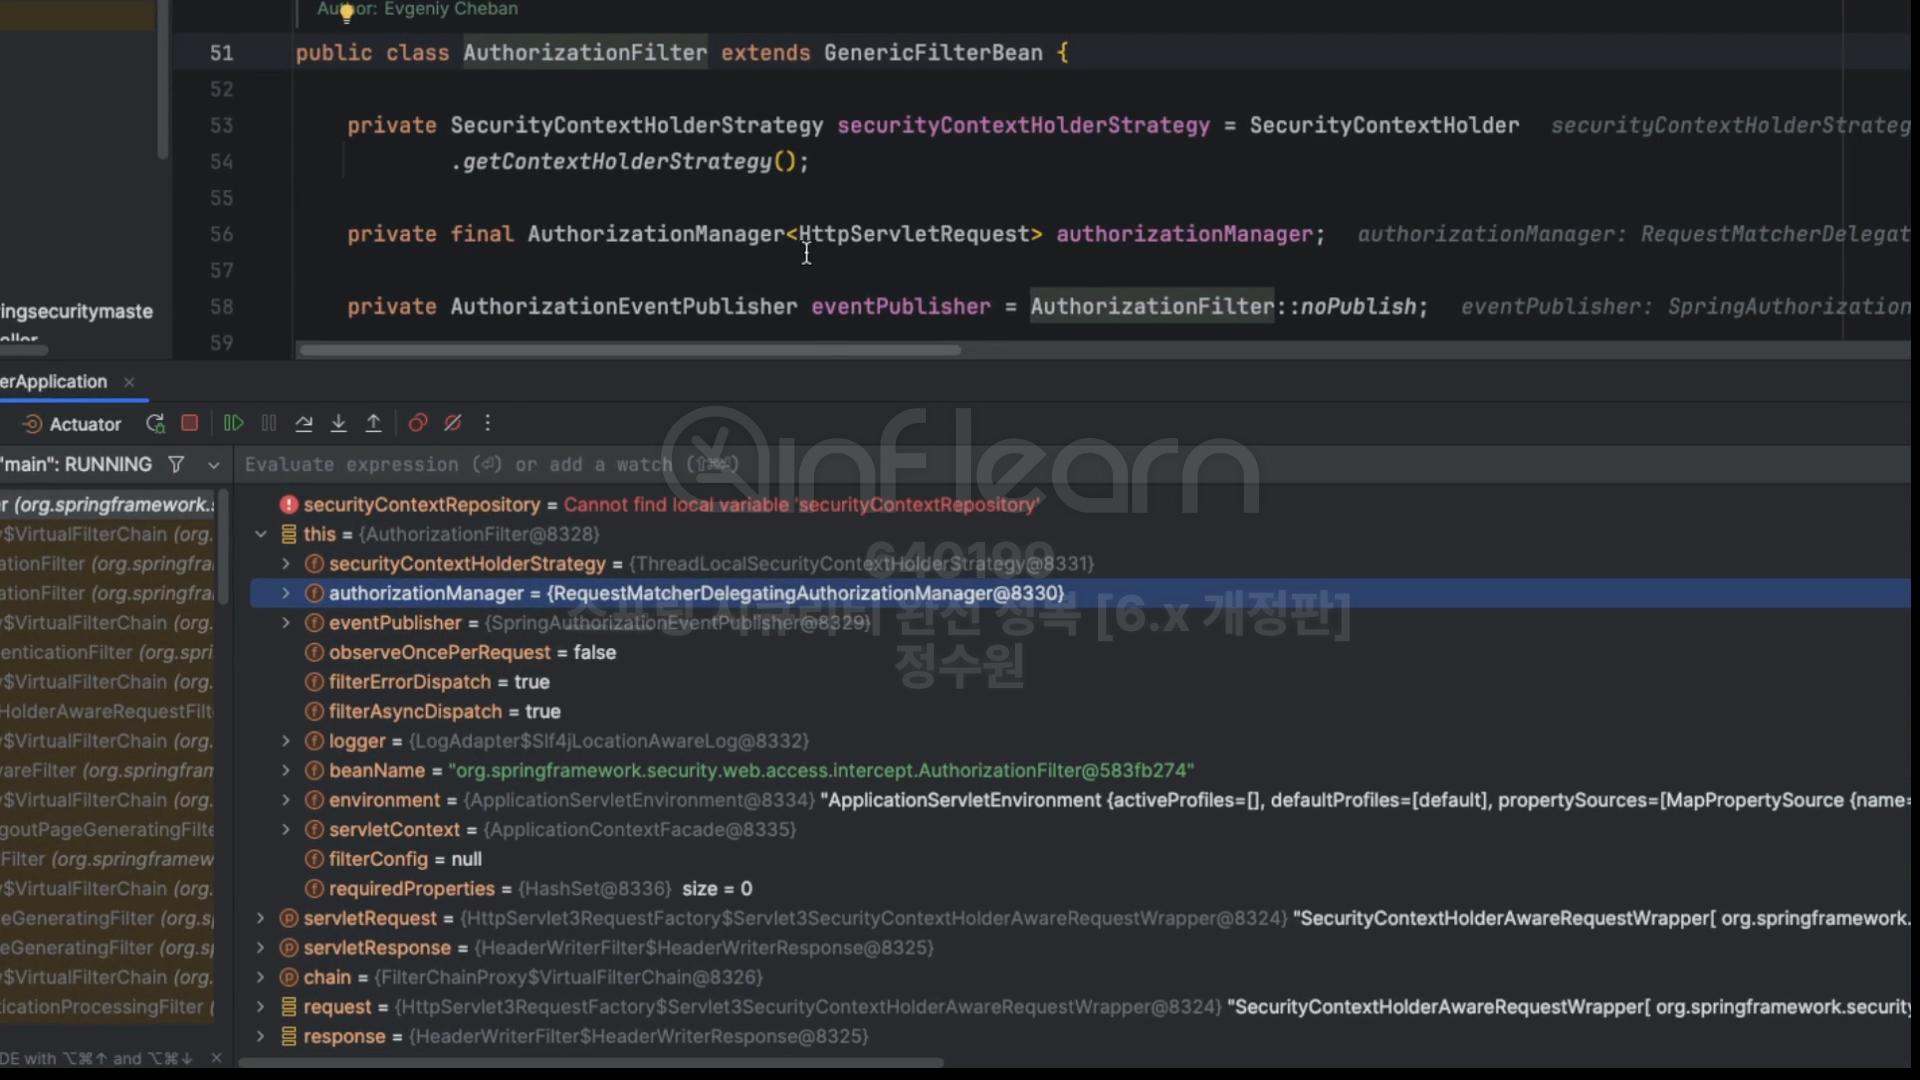 Author: Evgeniy Cheban
51 public class AuthorizationFilter extends GenericFilterBean {
52
53 private SecurityContextHolderStrategy securityContextHolderStrategy = SecurityContextHolder securityContextHolderStrateg
54 .getContextHolderStrategy();
55
56 private final AuthorizationManager<HttpServletRequest> authorizationManager; authorizationManager: RequestMatcherDelegat
57
58 private AuthorizationEventPublisher eventPublisher = AuthorizationFilter::noPublish; eventPublisher: SpringAuthorization
59
ingsecuritymaste
oller
erApplication
Actuator
"main": RUNNING
Evaluate expression (⏎) or add a watch (⇧⌘⏎)
inflearn
640199
스프링 시큐리티 완전 정복 [6.x 개정판]
정수원
r (org.springframework.s
y$VirtualFilterChain (org.
ationFilter (org.springfra
ationFilter (org.springfra
y$VirtualFilterChain (org.
enticationFilter (org.spri
y$VirtualFilterChain (org.
HolderAwareRequestFilt
y$VirtualFilterChain (org.
vareFilter (org.springfram
y$VirtualFilterChain (org.
goutPageGeneratingFilte
Filter (org.springframew
y$VirtualFilterChain (org.
eGeneratingFilter (org.s
eGeneratingFilter (org.s
y$VirtualFilterChain (org.
ticationProcessingFilter (
DE with ⌥⌘↑ and ⌥⌘↓
securityContextRepository = Cannot find local variable 'securityContextRepository'
this = {AuthorizationFilter@8328}
securityContextHolderStrategy = {ThreadLocalSecurityContextHolderStrategy@8331}
authorizationManager = {RequestMatcherDelegatingAuthorizationManager@8330}
eventPublisher = {SpringAuthorizationEventPublisher@8329}
observeOncePerRequest = false
filterErrorDispatch = true
filterAsyncDispatch = true
logger = {LogAdapter$Slf4jLocationAwareLog@8332}
beanName = "org.springframework.security.web.access.intercept.AuthorizationFilter@583fb274"
environment = {ApplicationServletEnvironment@8334} "ApplicationServletEnvironment {activeProfiles=[], defaultProfiles=[default], propertySources=[MapPropertySource {name=
servletContext = {ApplicationContextFacade@8335}
filterConfig = null
requiredProperties = {HashSet@8336} size = 0
servletRequest = {HttpServlet3RequestFactory$Servlet3SecurityContextHolderAwareRequestWrapper@8324} "SecurityContextHolderAwareRequestWrapper[ org.springframework.
servletResponse = {HeaderWriterFilter$HeaderWriterResponse@8325}
chain = {FilterChainProxy$VirtualFilterChain@8326}
request = {HttpServlet3RequestFactory$Servlet3SecurityContextHolderAwareRequestWrapper@8324} "SecurityContextHolderAwareRequestWrapper[ org.springframework.security
response = {HeaderWriterFilter$HeaderWriterResponse@8325}